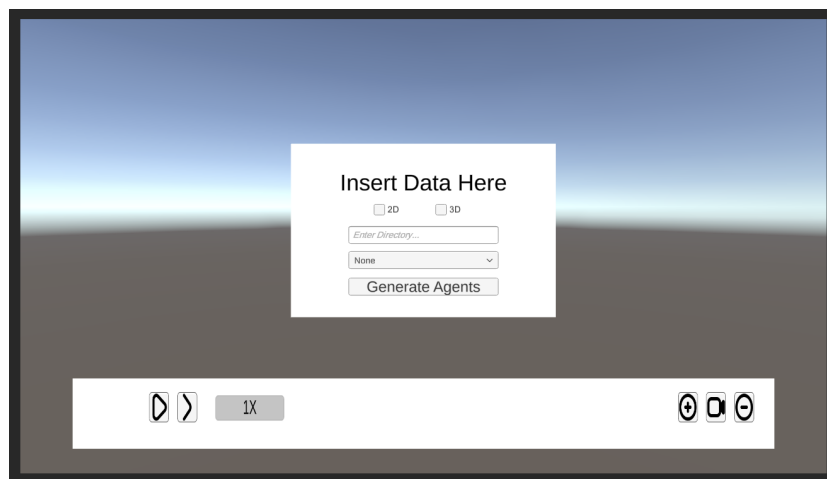 Insert Data Here
2D 3D
Enter Directory...
None
Generate Agents
1X